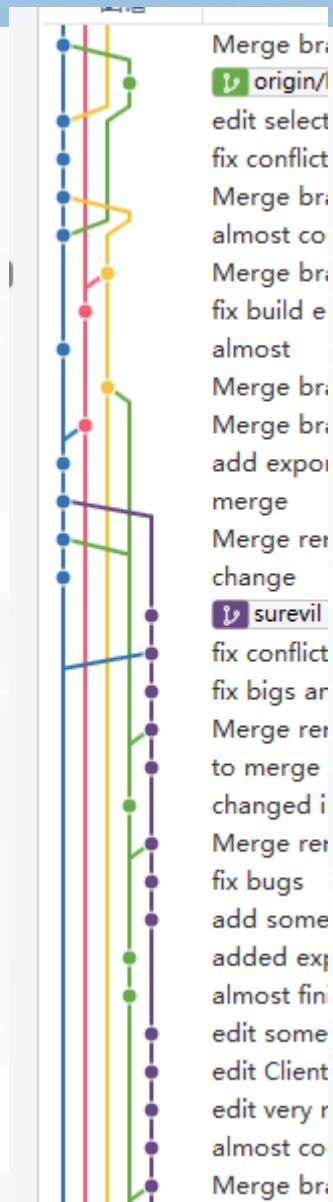 Merge bra
origin/
edit select
fix conflict
Merge bra
almost co
Merge bra
fix build e
almost
Merge bra
Merge bra
add expor
merge
Merge rer
change
surevil
fix conflict
fix bigs ar
Merge rer
to merge
changed i
Merge rer
fix bugs
add some
added exp
almost fini
edit some
edit Client
edit very r
almost co
Merge bra